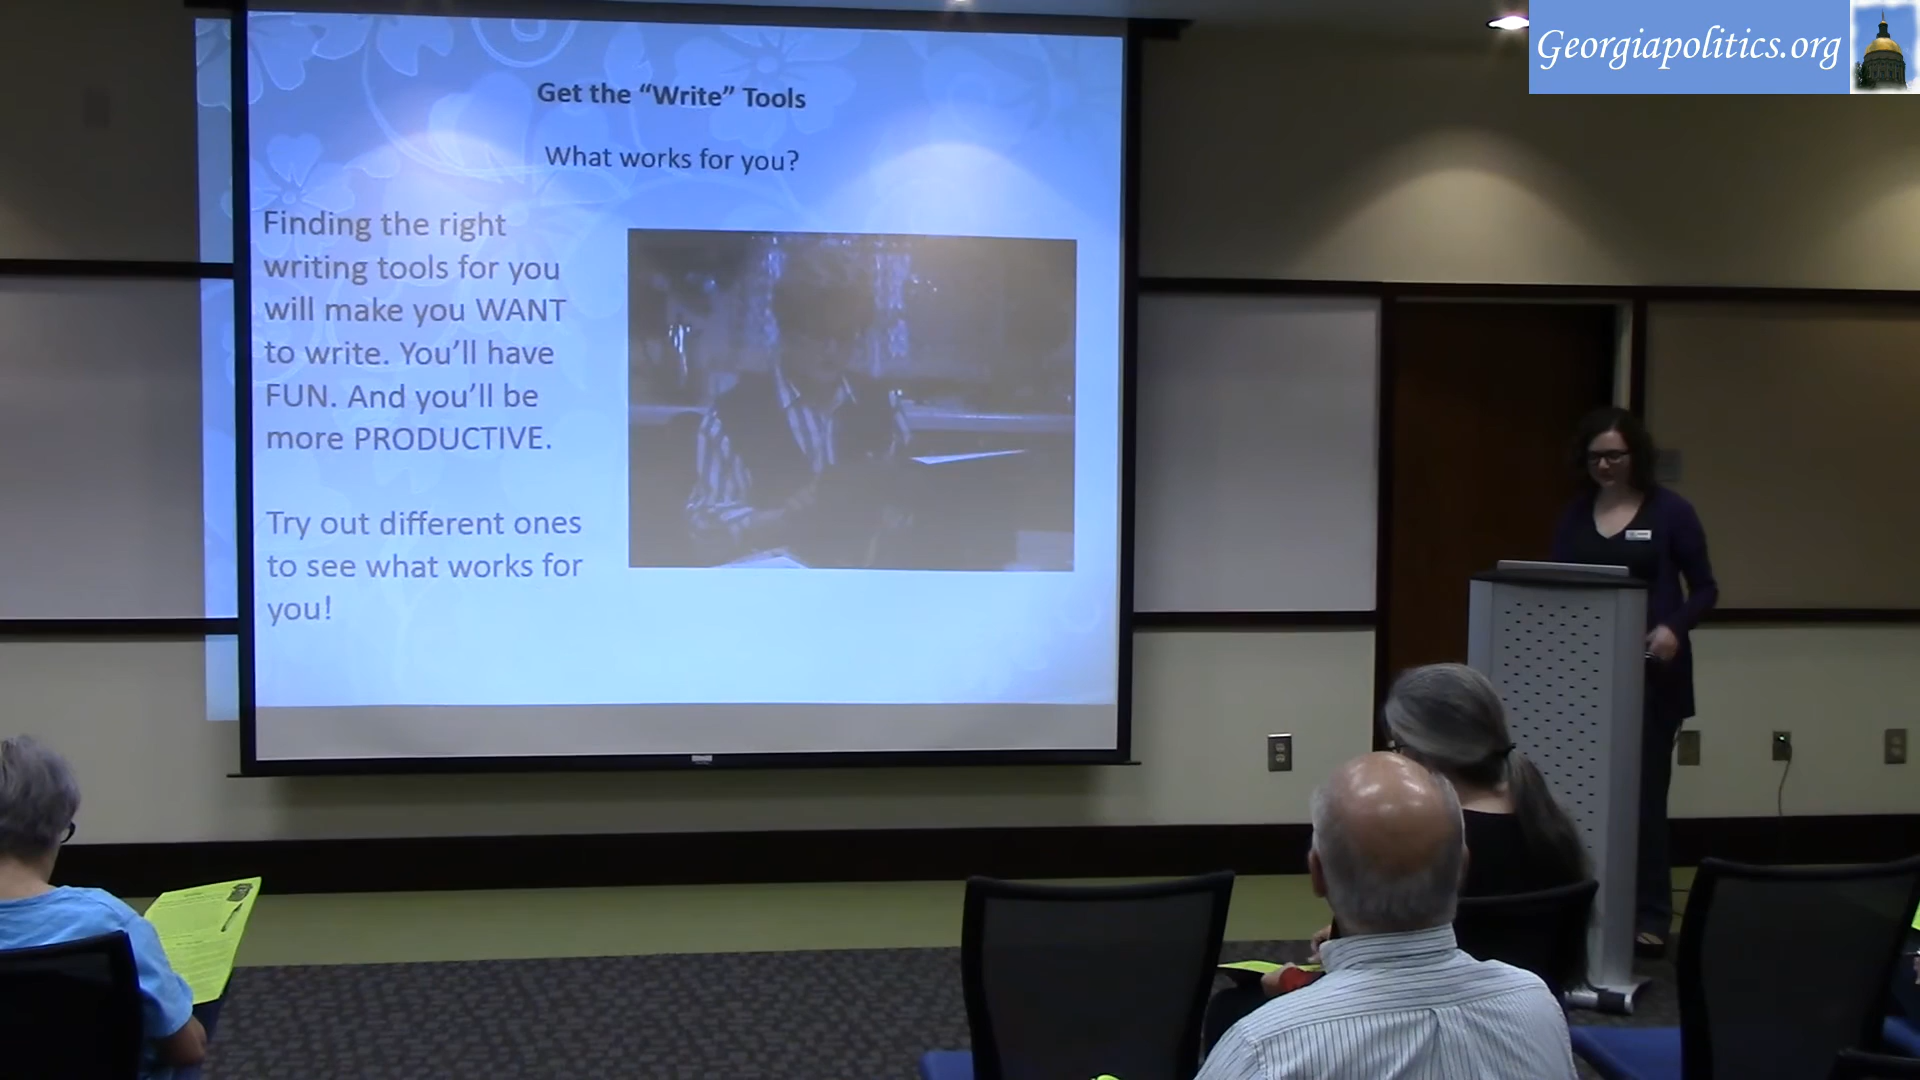 Georgiapolitics.org
Get the “Write” Tools
What works for you?
Finding the right
writing tools for you
will make you WANT
to write. You’ll have
FUN. And you’ll be
more PRODUCTIVE.
Try out different ones
to see what works for
you!